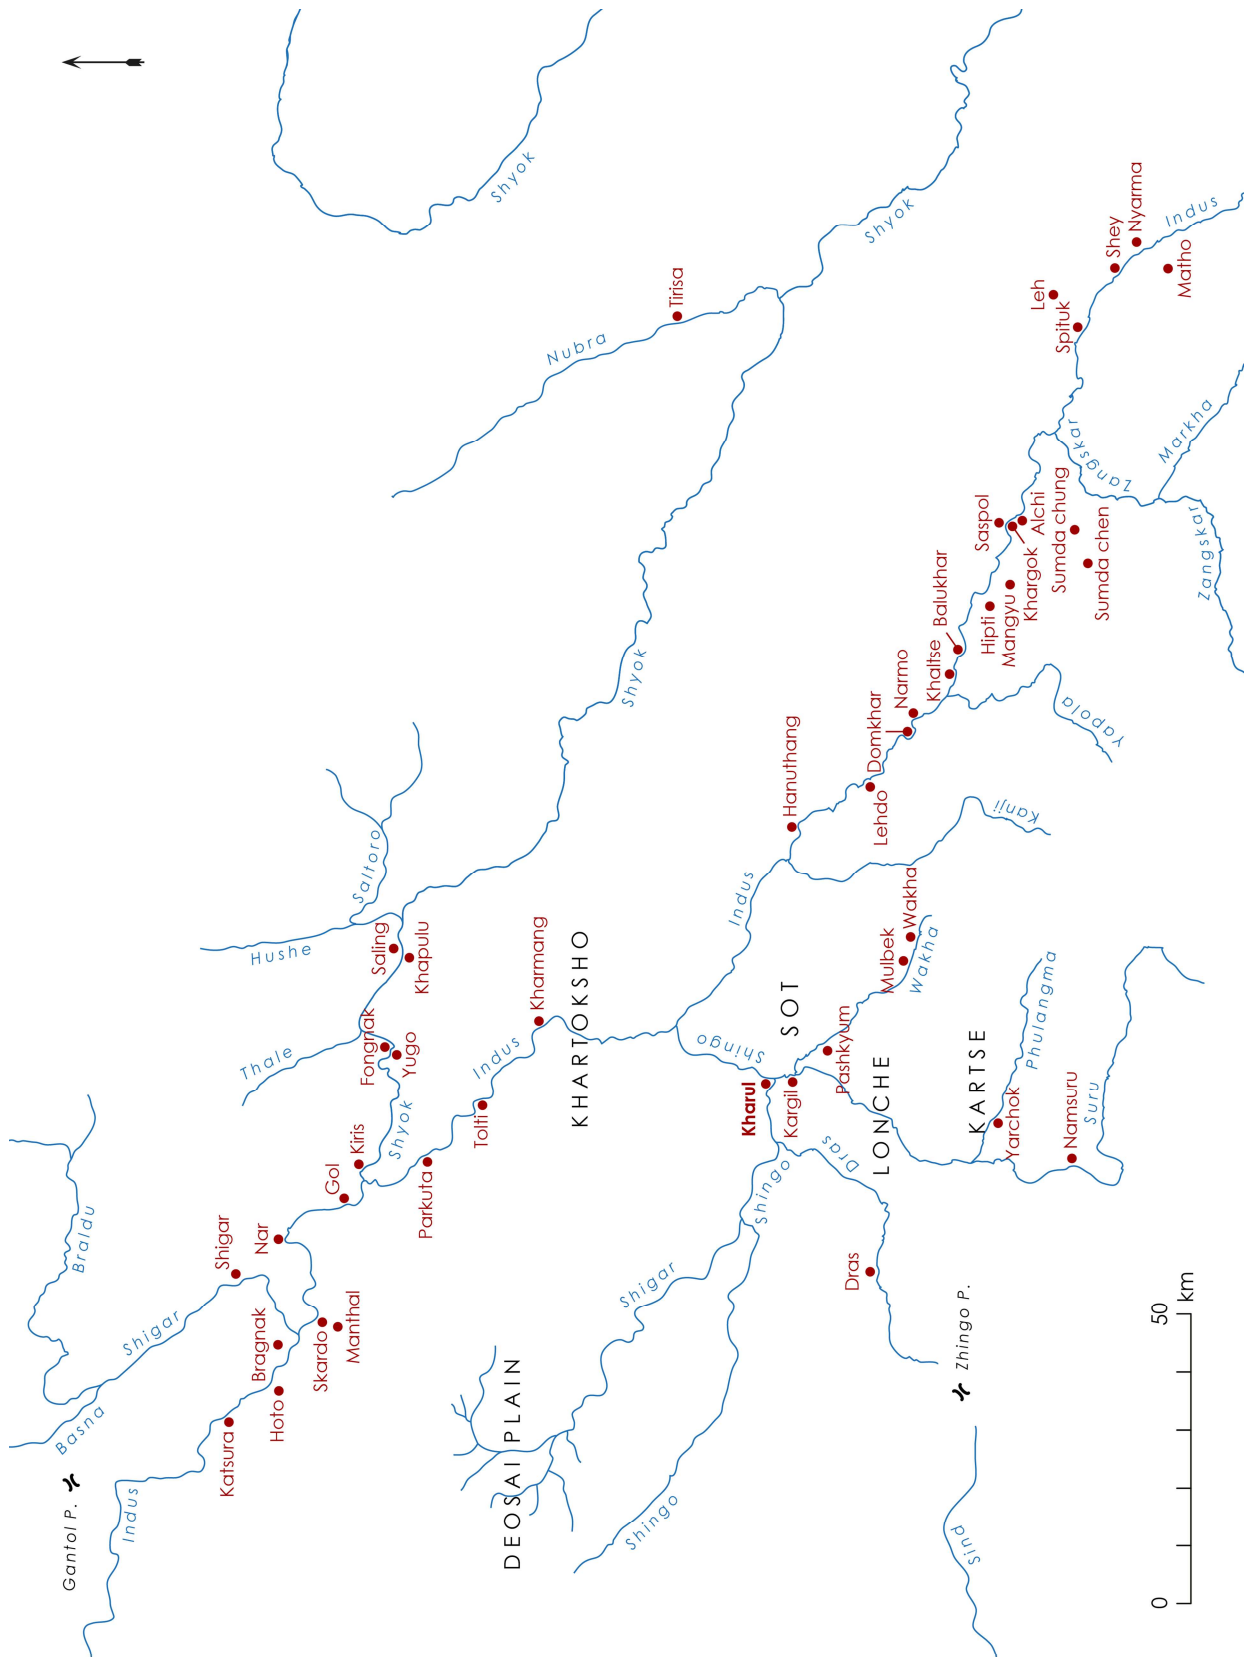 Shyok
Shyok
Nubra
Tirisa
Shey
Nyarma
Indus
Matho
Leh
Spituk
Zangskar
Markha
Zangskar
Saspol
Alchi
Khargok
Sumda chung
Sumda chen
Mangyu
Hipti
Balukhar
Khaltse
Narmo
Domkhar
Lehdo
Hanuthang
Yapola
Kanji
Shyok
Saltoro
Hushe
Saling
Khapulu
Thale
Fongnak
Yugo
Shyok
Kiris
Gol
Indus
Kharmang
KHARTOKSHO
Tolti
Parkuta
Indus
Shingo
SOT
Wakha
Mulbek
Wakha
Pashkyum
Kharul
Kargil
LONCHE
KARTSE
Phulangma
Yarchok
Namsuru
Suru
Dras
Shingo
Dras
Shigar
Braldu
Shigar
Nar
Shigar
Bragnak
Skardo
Manthal
Hoto
Katsura
Basna
Gantol P.
Indus
DEOSAI PLAIN
Shingo
Zhingo P.
Sind
0
50
km